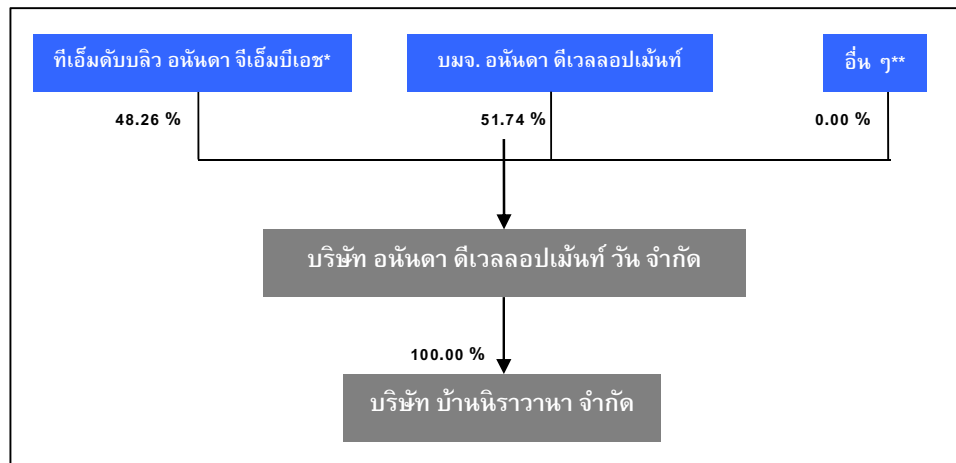 ทีเอ็มดับบลิว อนันดา จีเอ็มบีเอช*
บมจ. อนันดา ดีเวลลอปเม้นท์
อื่น ๆ**
48.26 %
51.74 %
0.00 %
บริษัท อนันดา ดีเวลลอปเม้นท์ วัน จำกัด
100.00 %
บริษัท บ้านนิราวานา จำกัด